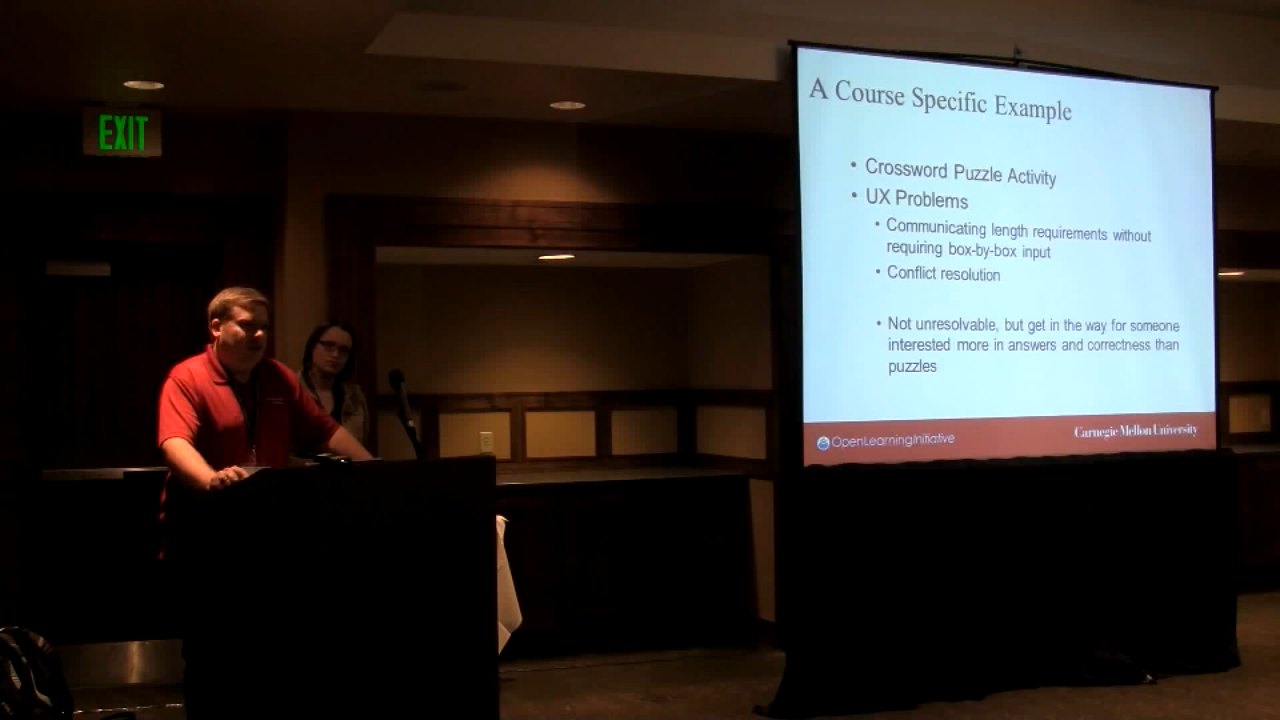 EXIT
A Course Specific Example
• Crossword Puzzle Activity
• UX Problems
• Communicating length requirements without
requiring box-by-box input
• Conflict resolution
• Not unresolvable, but get in the way for someone
interested more in answers and correctness than
puzzles
OpenLearningInitiative
Carnegie Mellon University